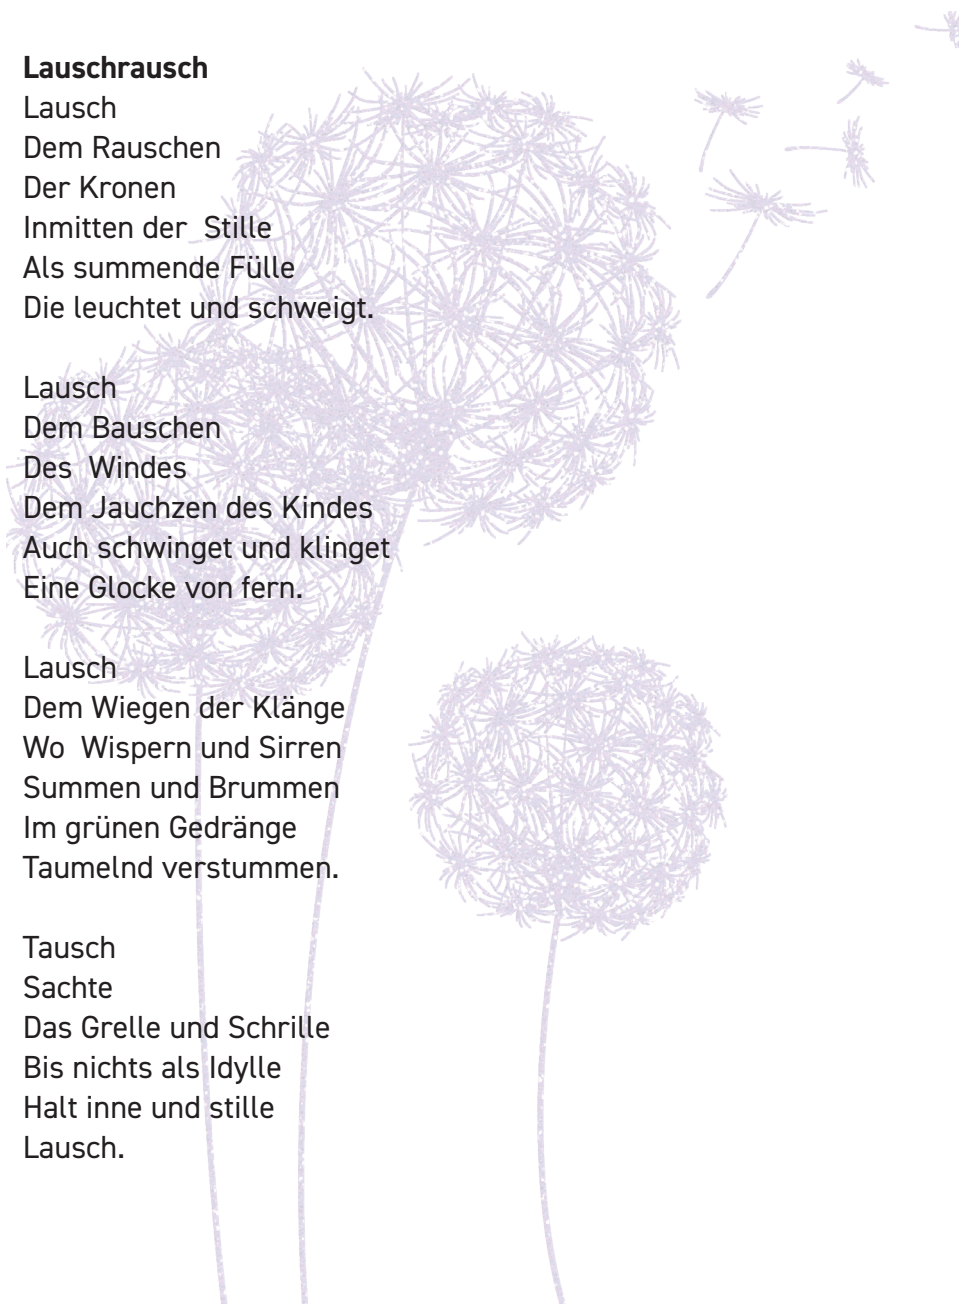 Lauschrausch
Lausch
Dem Rauschen
Der Kronen
Inmitten der  Stille
Als summende Fülle
Die leuchtet und schweigt.

Lausch
Dem Bauschen
Des  Windes
Dem Jauchzen des Kindes
Auch schwinget und klinget
Eine Glocke von fern.

Lausch
Dem Wiegen der Klänge
Wo  Wispern und Sirren
Summen und Brummen
Im grünen Gedränge
Taumelnd verstummen.

Tausch
Sachte
Das Grelle und Schrille
Bis nichts als Idylle
Halt inne und stille
Lausch.